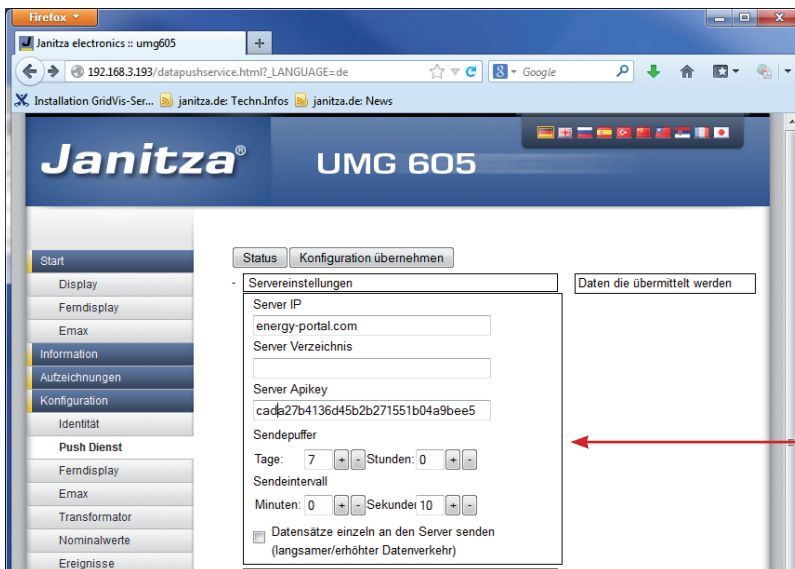 Firefox
Janitza electronics :: umg605
192.168.3.193/datapushservice.html?_LANGUAGE=de
Google
Installation GridVis-Ser... janitza.de: Techn.Infos janitza.de: News
Janitza® UMG 605
Status Konfiguration übernehmen
- Servereinstellungen
Daten die übermittelt werden
Server IP
energy-portal.com
Server Verzeichnis
Server Apikey
cada27b4136d45b2b271551b04a9bee5
Sendepuffer
Tage: 7 + - Stunden: 0 + -
Sendeintervall
Minuten: 0 + - Sekunder 10 + -
Datensätze einzeln an den Server senden
(langsamer/erhöhter Datenverkehr)
Start
Display
Ferndisplay
Emax
Information
Aufzeichnungen
Konfiguration
Identität
Push Dienst
Ferndisplay
Emax
Transformator
Nominalwerte
Ereignisse